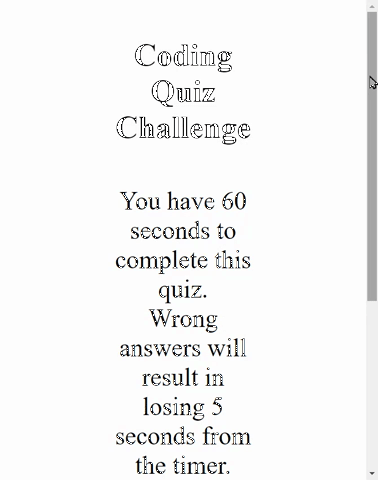 Coding
Quiz
Challenge
You have 60
seconds to
complete this
quiz.
Wrong
answers will
result in
losing 5
seconds from
the timer.